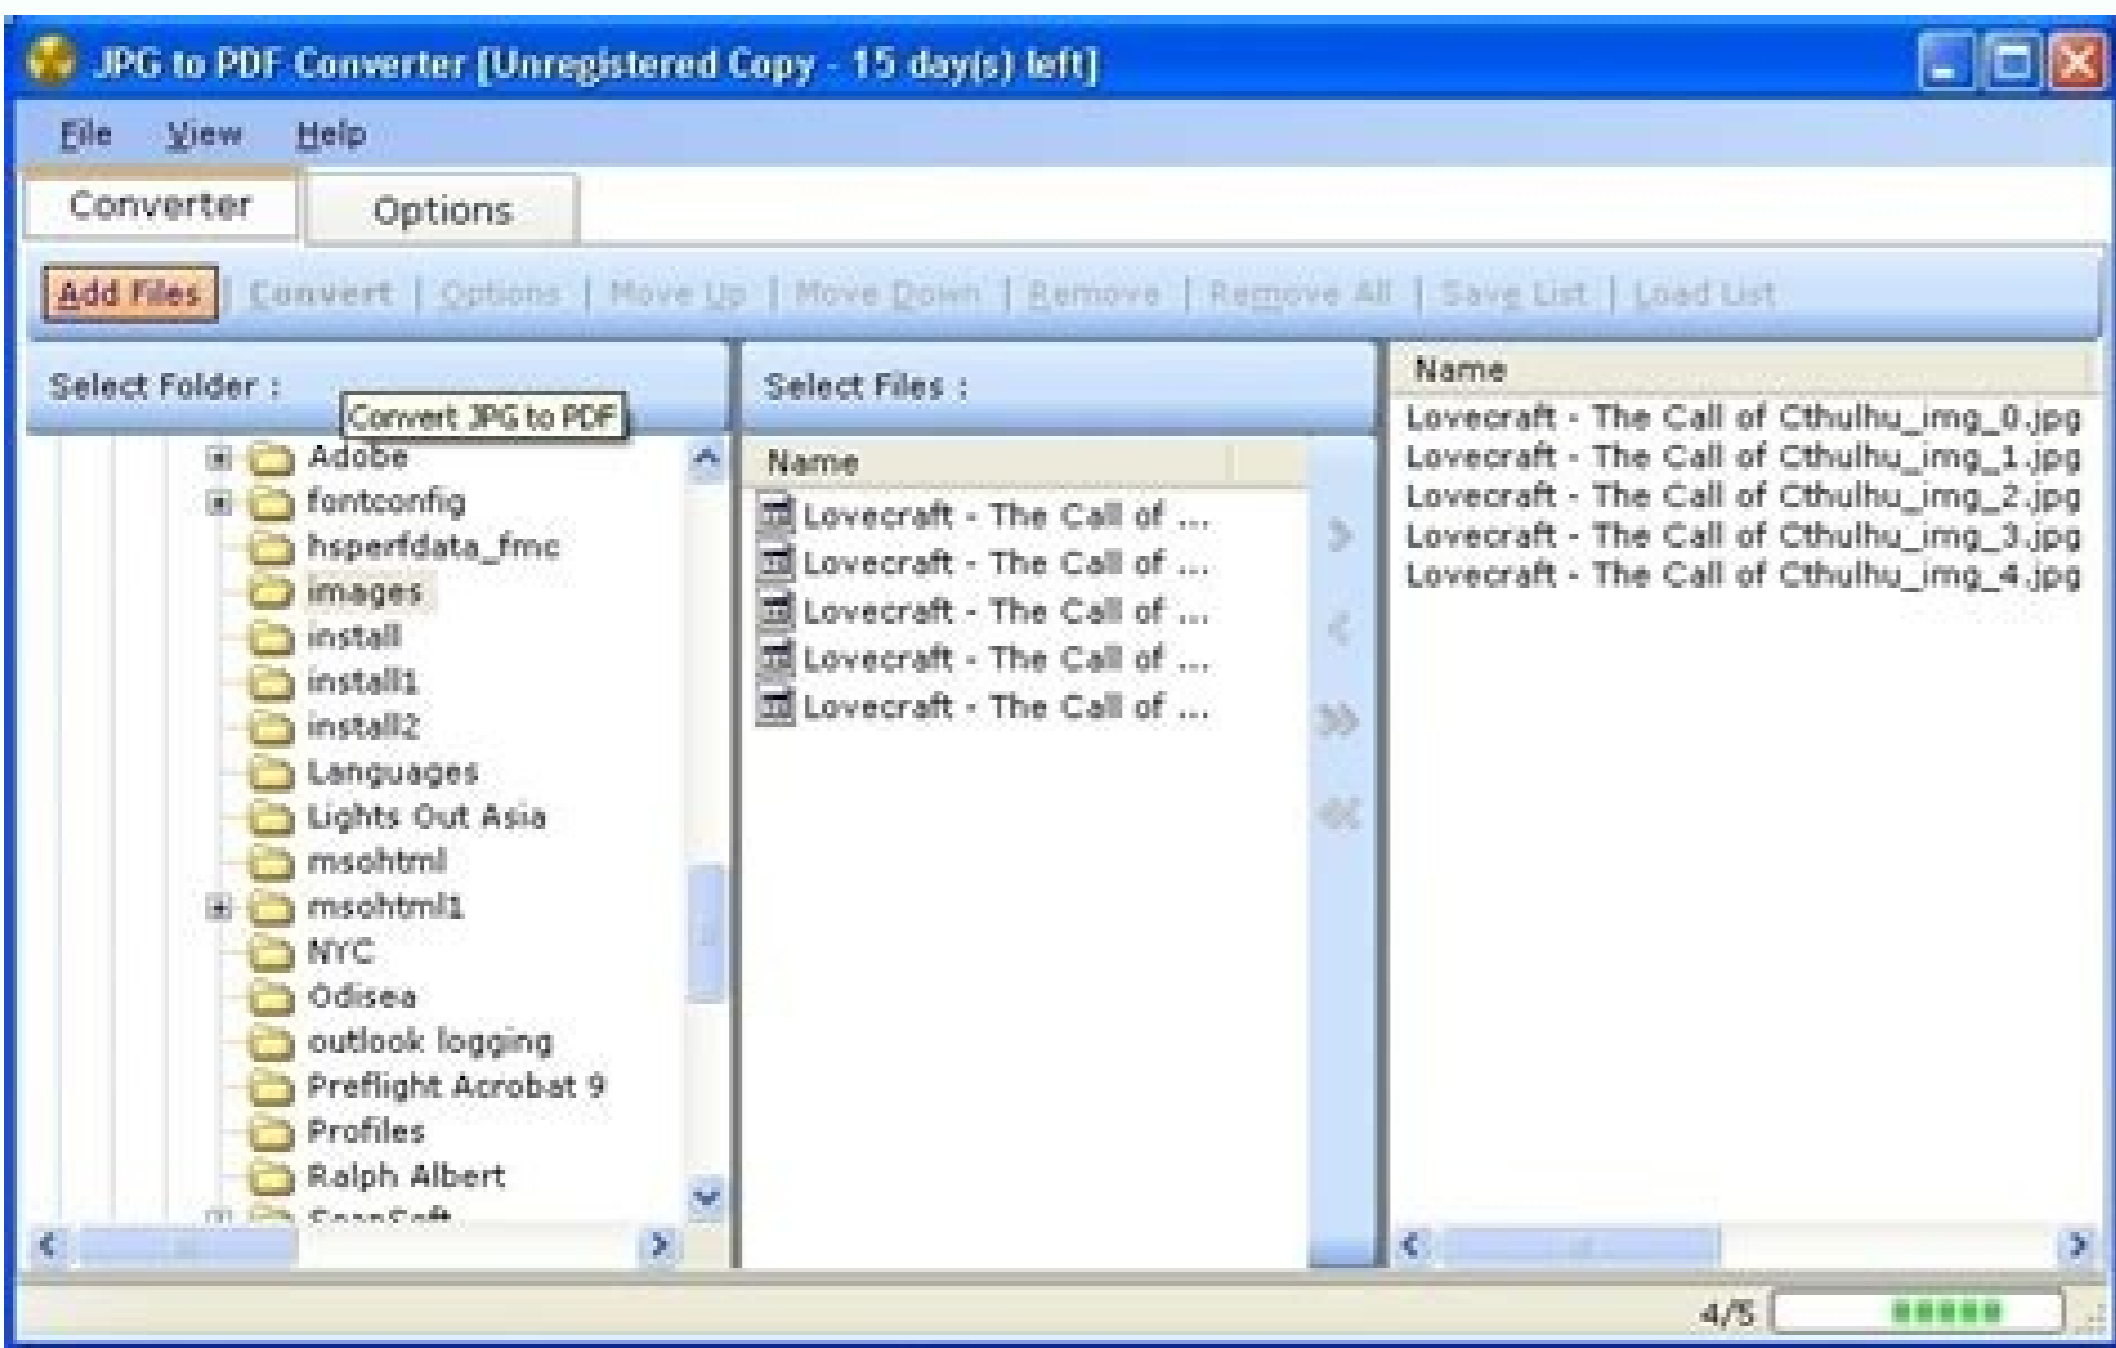 JPG to PDF Converter [Unregistered Copy - 15 day(s) left]
File View Help
Converter Options
Add Files | Convert | Options | Move Up | Move Down | Remove | Remove All | Save List | Load List
Select Folder :
Convert JPG to PDF
Adobe
fontconfig
hsperfdata_fmc
images
install
install1
install2
Languages
Lights Out Asia
msohtml
msohtml1
NYC
Odisea
outlook logging
Preflight Acrobat 9
Profiles
Ralph Albert
Select Files :
Name
Lovecraft - The Call of ...
Lovecraft - The Call of ...
Lovecraft - The Call of ...
Lovecraft - The Call of ...
Lovecraft - The Call of ...
Name
Lovecraft - The Call of Cthulhu_img_0.jpg
Lovecraft - The Call of Cthulhu_img_1.jpg
Lovecraft - The Call of Cthulhu_img_2.jpg
Lovecraft - The Call of Cthulhu_img_3.jpg
Lovecraft - The Call of Cthulhu_img_4.jpg
4/5